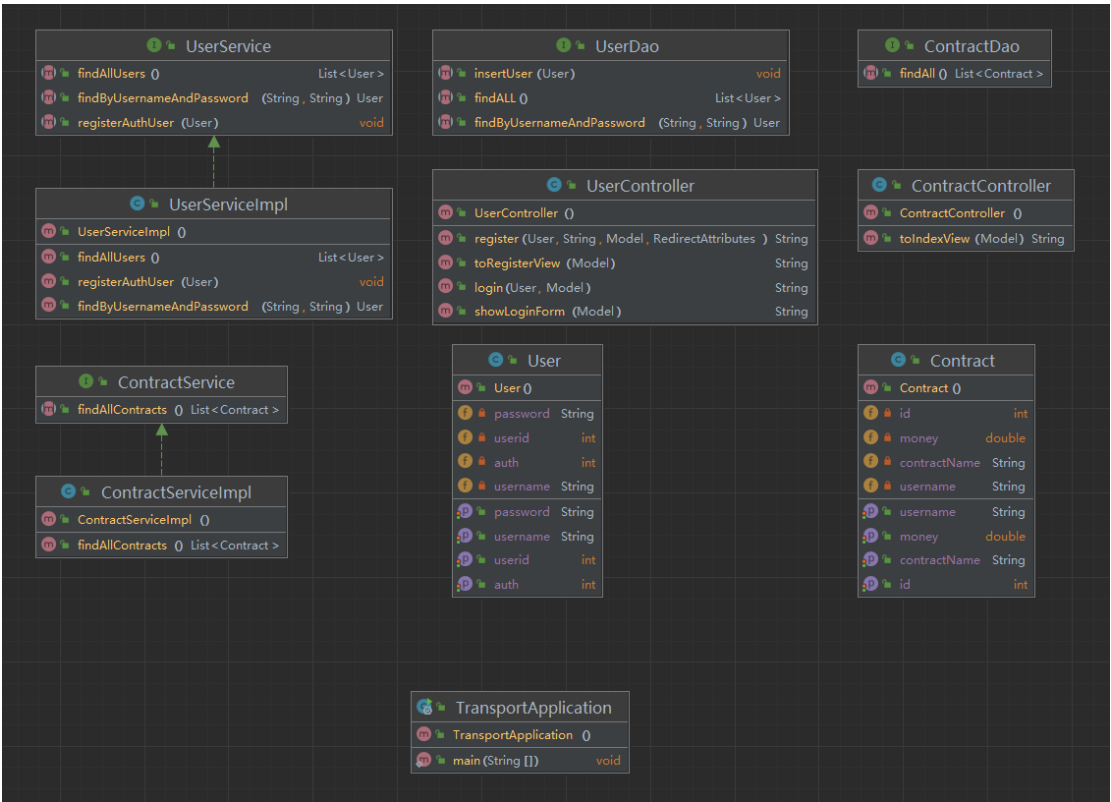 UserService
findAllUsers () List<User>
findByUsernameAndPassword (String, String) User
registerAuthUser (User) void
UserDao
insertUser (User) void
findALL () List<User>
findByUsernameAndPassword (String, String) User
ContractDao
findAll () List<Contract>
UserServiceImpl
UserServiceImpl ()
findAllUsers () List<User>
registerAuthUser (User) void
findByUsernameAndPassword (String, String) User
UserController
UserController ()
register (User, String, Model, RedirectAttributes) String
toRegisterView (Model) String
login (User, Model) String
showLoginForm (Model) String
ContractController
ContractController ()
toIndexView (Model) String
ContractService
findAllContracts () List<Contract>
ContractServiceImpl
ContractServiceImpl ()
findAllContracts () List<Contract>
User
User ()
password String
userid int
auth int
username String
password String
username String
userid int
auth int
Contract
Contract ()
id int
money double
contractName String
username String
username String
money double
contractName String
id int
TransportApplication
TransportApplication ()
main (String []) void